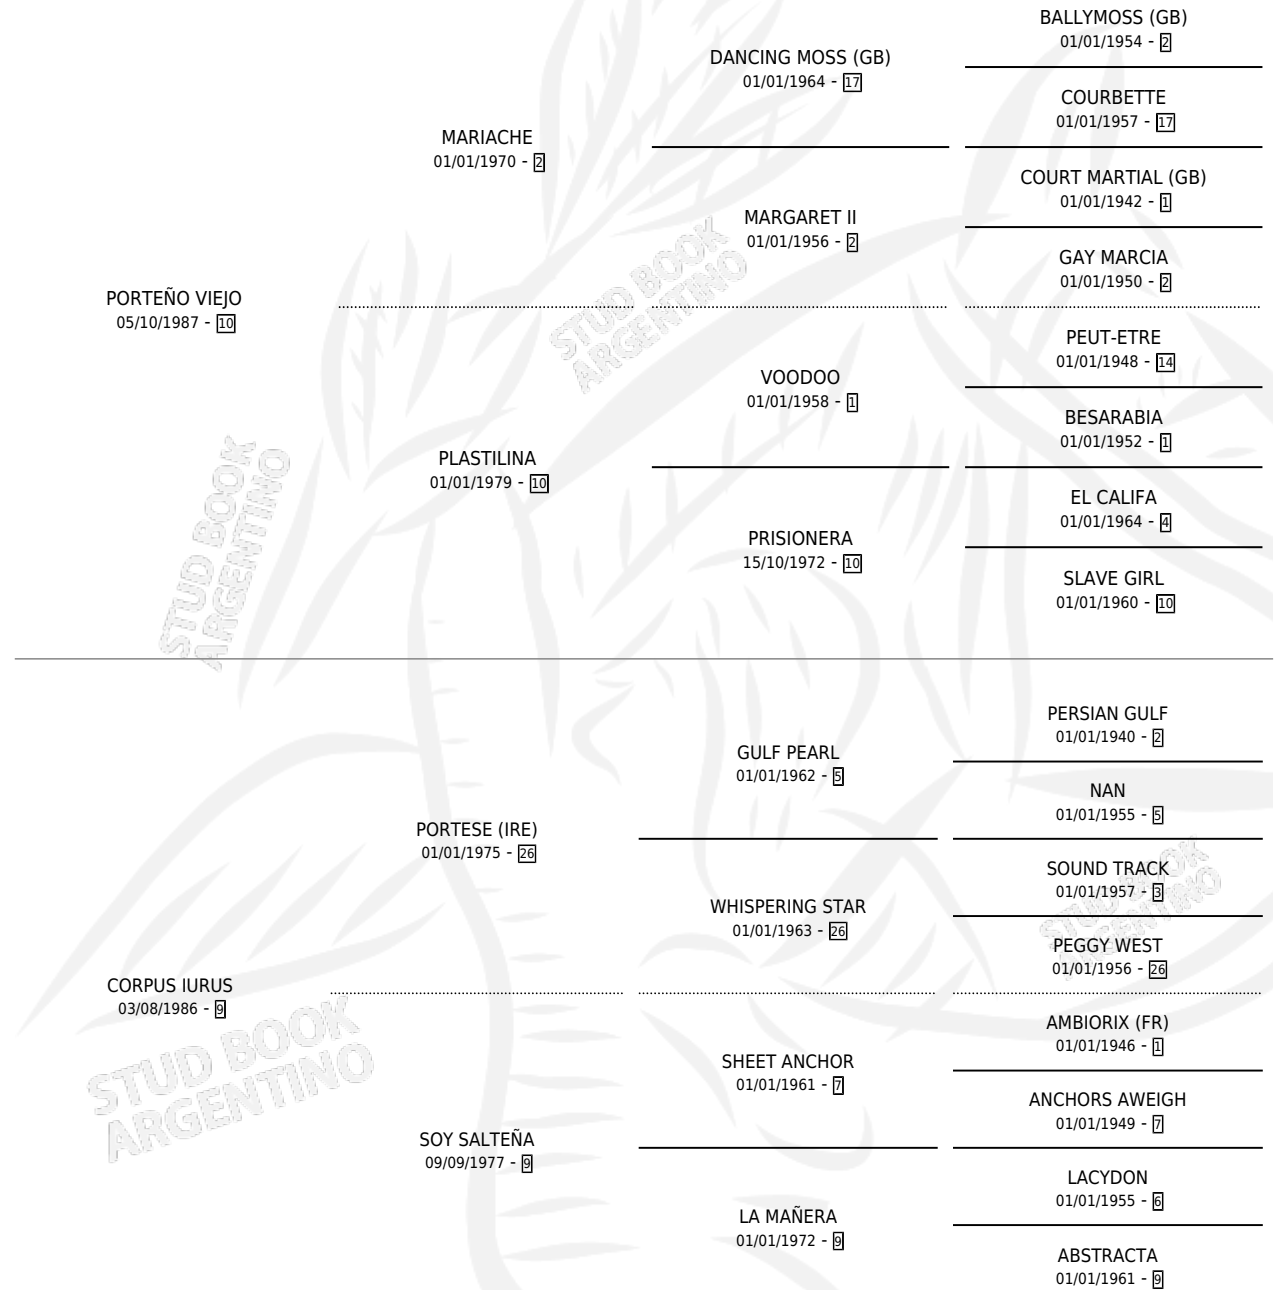 BALLYMOSS (GB)
01/01/1954 - 2
DANCING MOSS (GB)
01/01/1964 - 17
COURBETTE
01/01/1957 - 17
MARIACHE
01/01/1970 - 2
COURT MARTIAL (GB)
01/01/1942 - 1
MARGARET II
01/01/1956 - 2
GAY MARCIA
01/01/1950 - 2
PORTEÑO VIEJO
05/10/1987 - 10
STUD BOOK
ARGENTINO
PEUT-ETRE
01/01/1948 - 14
VOODOO
01/01/1958 - 1
BESARABIA
01/01/1952 - 1
PLASTILINA
01/01/1979 - 10
STUD BOOK
ARGENTINO
EL CALIFA
01/01/1964 - 4
PRISIONERA
15/10/1972 - 10
SLAVE GIRL
01/01/1960 - 10
PERSIAN GULF
01/01/1940 - 2
GULF PEARL
01/01/1962 - 5
NAN
01/01/1955 - 5
PORTESE (IRE)
01/01/1975 - 26
SOUND TRACK
01/01/1957 - 3
STUD BOOK
ARGENTINO
WHISPERING STAR
01/01/1963 - 26
PEGGY WEST
01/01/1956 - 26
CORPUS IURUS
03/08/1986 - 9
STUD BOOK
ARGENTINO
AMBIORIX (FR)
01/01/1946 - 1
SHEET ANCHOR
01/01/1961 - 7
ANCHORS AWEIGH
01/01/1949 - 7
SOY SALTEÑA
09/09/1977 - 9
LACYDON
01/01/1955 - 6
LA MAÑERA
01/01/1972 - 9
ABSTRACTA
01/01/1961 - 9